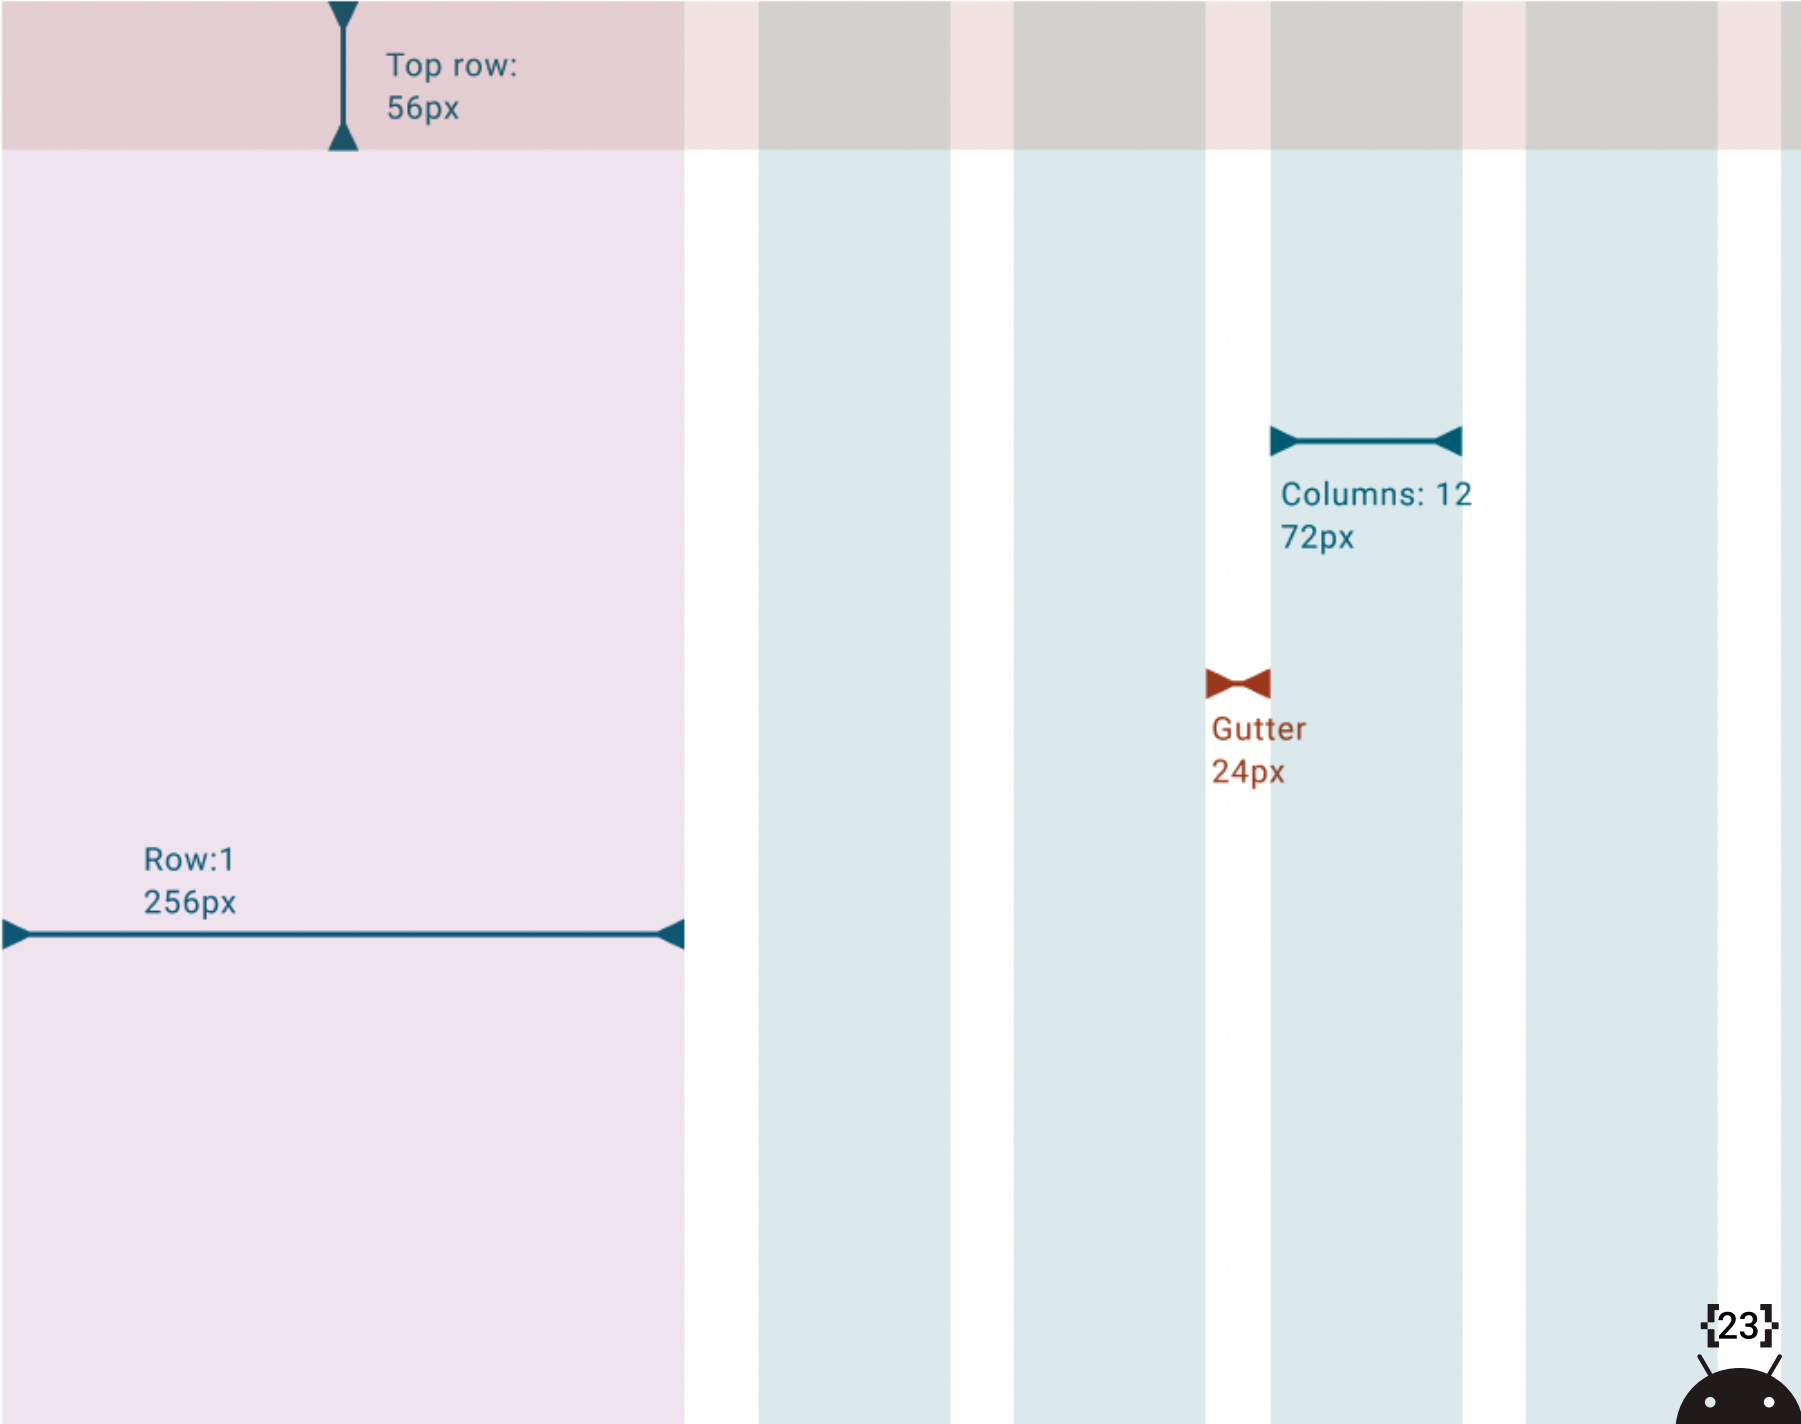 Top row:
56px
Columns: 12
72px
Gutter
24px
Row:1
256px
{23}